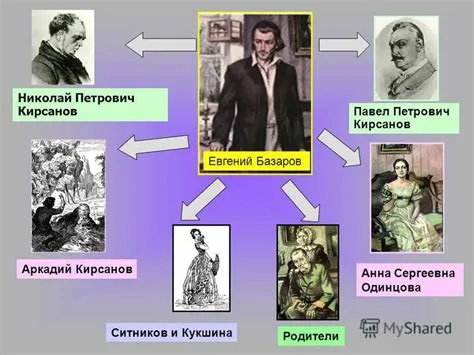 Николай Петрович
Кирсанов
Евгений Базаров
Павел Петрович
Кирсанов
Аркадий Кирсанов
Анна Сергеевна
Одинцова
Ситников и Кукшина
Родители
MyShared